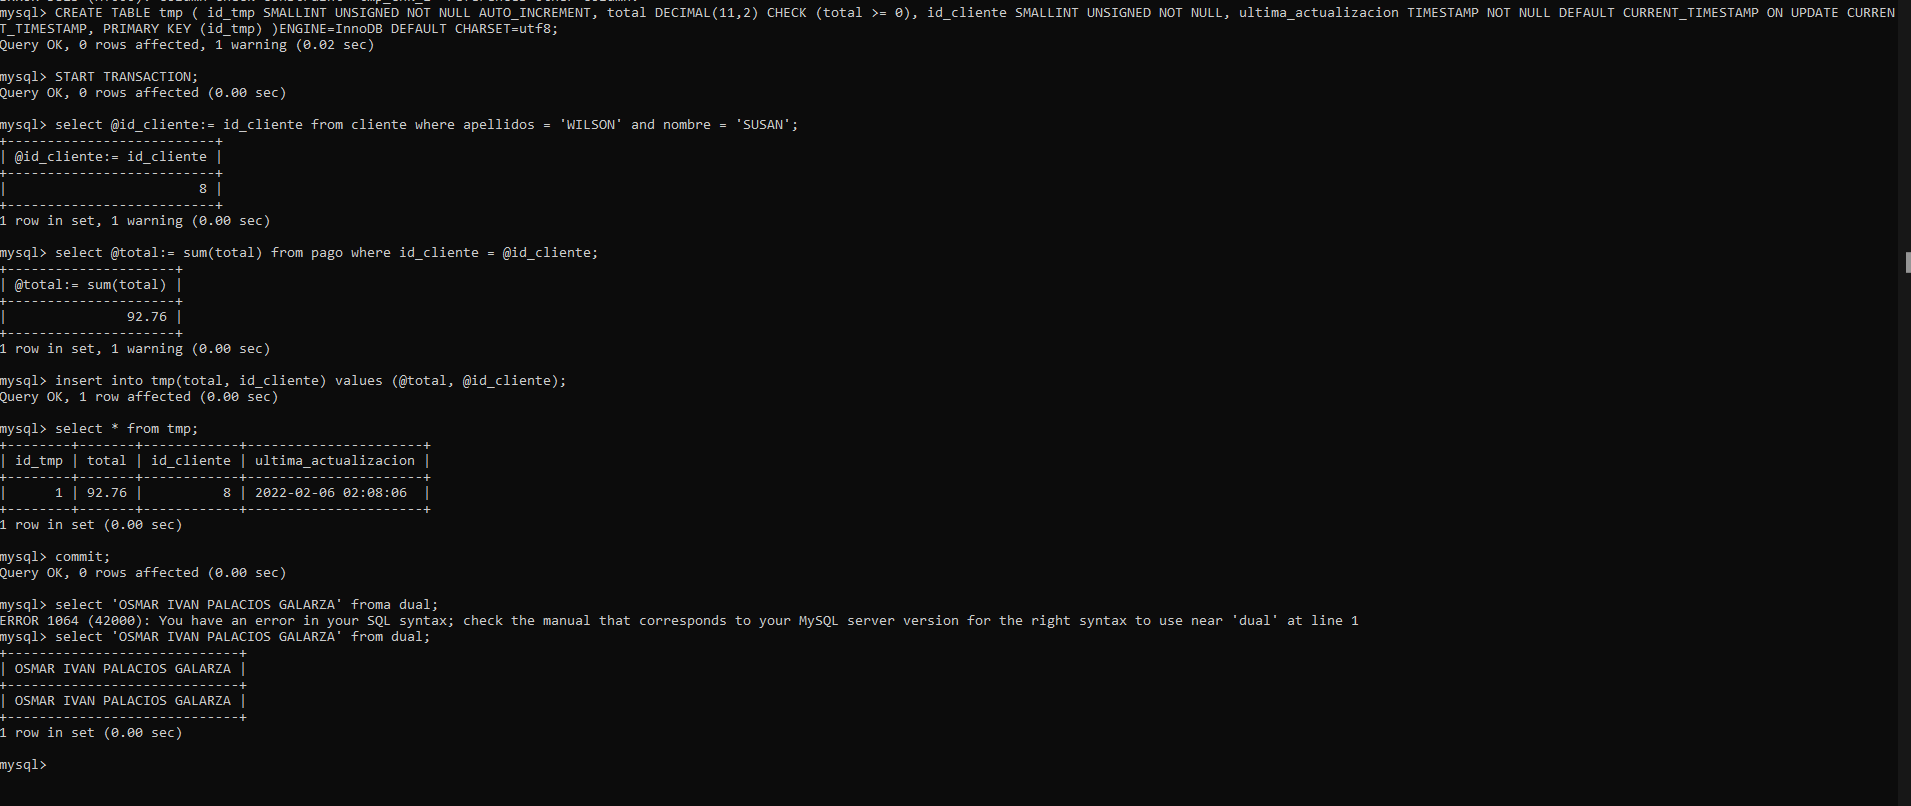 mysql> CREATE TABLE tmp ( id_tmp SMALLINT UNSIGNED NOT NULL AUTO_INCREMENT, total DECIMAL(11,2) CHECK (total >= 0), id_cliente SMALLINT UNSIGNED NOT NULL, ultima_actualizacion TIMESTAMP NOT NULL DEFAULT CURRENT_TIMESTAMP ON UPDATE CURREN
T_TIMESTAMP, PRIMARY KEY (id_tmp) )ENGINE=InnoDB DEFAULT CHARSET=utf8;
Query OK, 0 rows affected, 1 warning (0.02 sec)

mysql> START TRANSACTION;
Query OK, 0 rows affected (0.00 sec)

mysql> select @id_cliente:= id_cliente from cliente where apellidos = 'WILSON' and nombre = 'SUSAN';
+--------------------------+
| @id_cliente:= id_cliente |
+--------------------------+
|                        8 |
+--------------------------+
1 row in set, 1 warning (0.00 sec)

mysql> select @total:= sum(total) from pago where id_cliente = @id_cliente;
+---------------------+
| @total:= sum(total) |
+---------------------+
|               92.76 |
+---------------------+
1 row in set, 1 warning (0.00 sec)

mysql> insert into tmp(total, id_cliente) values (@total, @id_cliente);
Query OK, 1 row affected (0.00 sec)

mysql> select * from tmp;
+--------+-------+------------+----------------------+
| id_tmp | total | id_cliente | ultima_actualizacion |
+--------+-------+------------+----------------------+
|      1 | 92.76 |          8 | 2022-02-06 02:08:06  |
+--------+-------+------------+----------------------+
1 row in set (0.00 sec)

mysql> commit;
Query OK, 0 rows affected (0.00 sec)

mysql> select 'OSMAR IVAN PALACIOS GALARZA' froma dual;
ERROR 1064 (42000): You have an error in your SQL syntax; check the manual that corresponds to your MySQL server version for the right syntax to use near 'dual' at line 1
mysql> select 'OSMAR IVAN PALACIOS GALARZA' from dual;
+-----------------------------+
| OSMAR IVAN PALACIOS GALARZA |
+-----------------------------+
| OSMAR IVAN PALACIOS GALARZA |
+-----------------------------+
1 row in set (0.00 sec)

mysql>